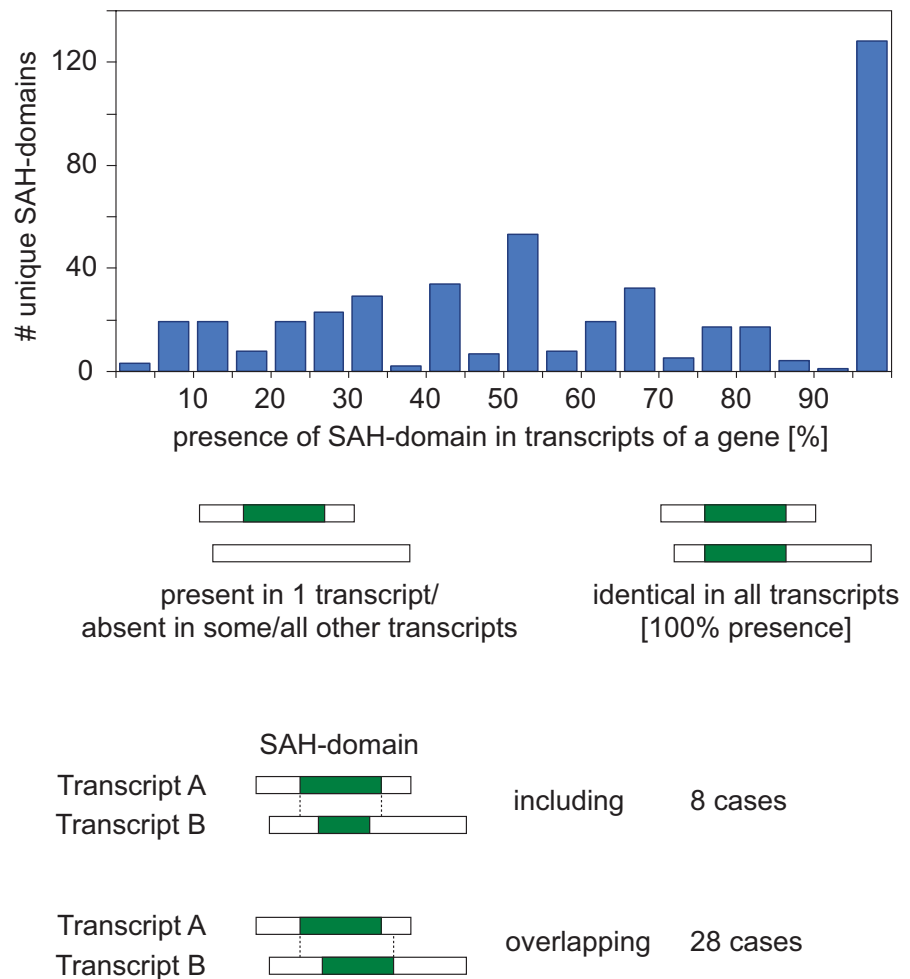 120
80
40
0
# unique SAH-domains
10 20 30 40 50 60 70 80 90
presence of SAH-domain in transcripts of a gene [%]
present in 1 transcript/
absent in some/all other transcripts
identical in all transcripts
[100% presence]
SAH-domain
Transcript A
Transcript B
including 8 cases
Transcript A
Transcript B
overlapping 28 cases